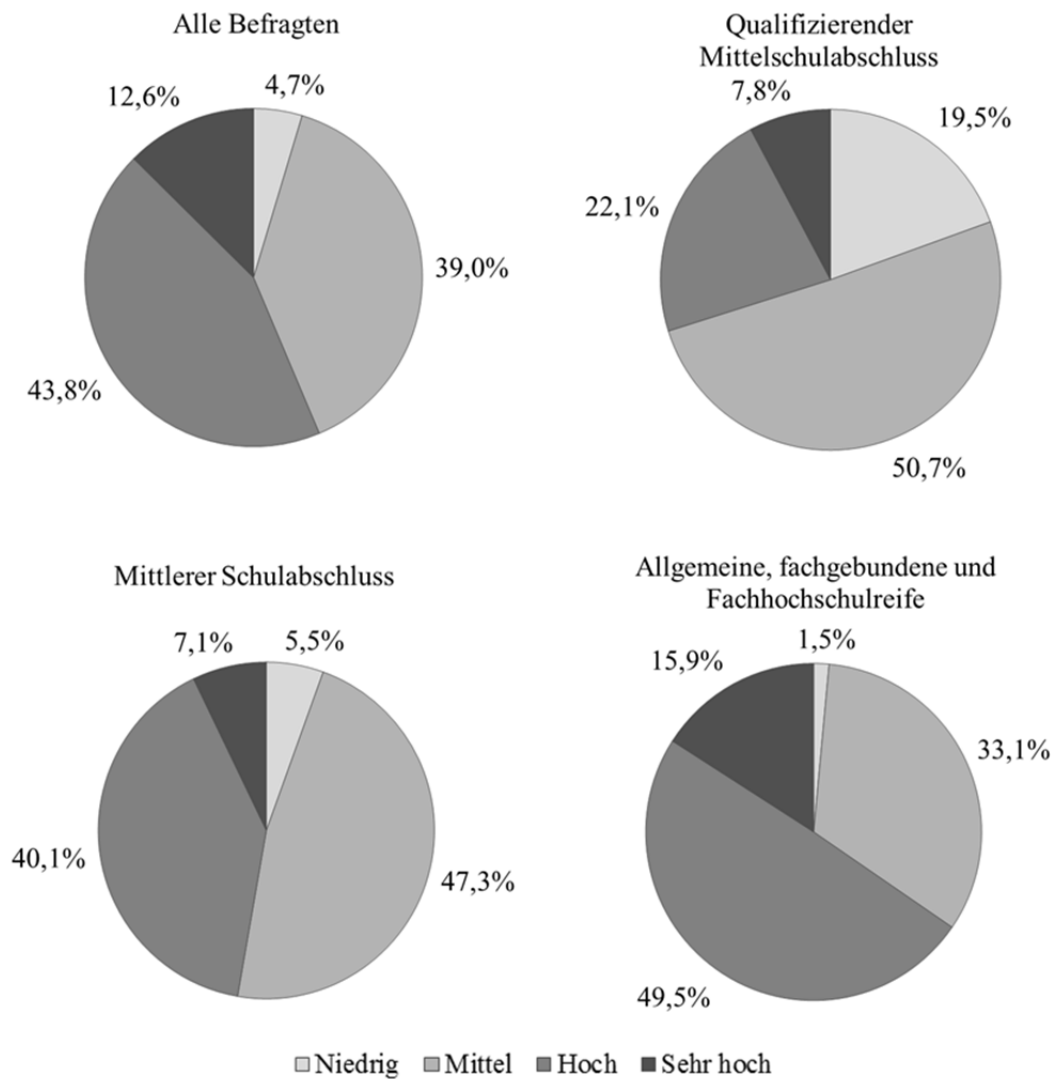 Alle Befragten
12,6%
4,7%
39,0%
43,8%
Qualifizierender
Mittelschulabschluss
7,8%
19,5%
22,1%
50,7%
Mittlerer Schulabschluss
7,1%
5,5%
40,1%
47,3%
Allgemeine, fachgebundene und
Fachhochschulreife
1,5%
15,9%
33,1%
49,5%
Niedrig Mittel Hoch Sehr hoch